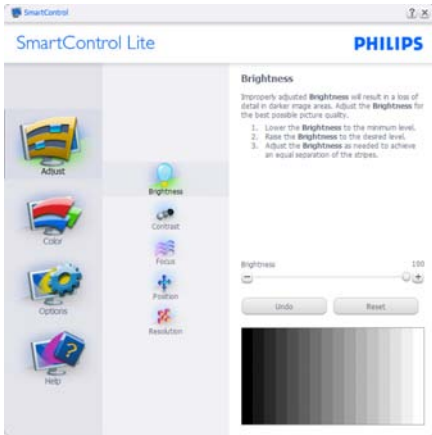 SmartControl
SmartControl Lite
PHILIPS
Adjust
Color
Options
Help
Brightness
Contrast
Focus
Position
Resolution
Brightness
Improperly adjusted Brightness will result in a loss of
detail in darker image areas. Adjust the Brightness for
the best possible picture quality.
1. Lower the Brightness to the minimum level.
2. Raise the Brightness to the desired level.
3. Adjust the Brightness as needed to achieve
an equal separation of the stripes.
Brightness 100
Undo Reset